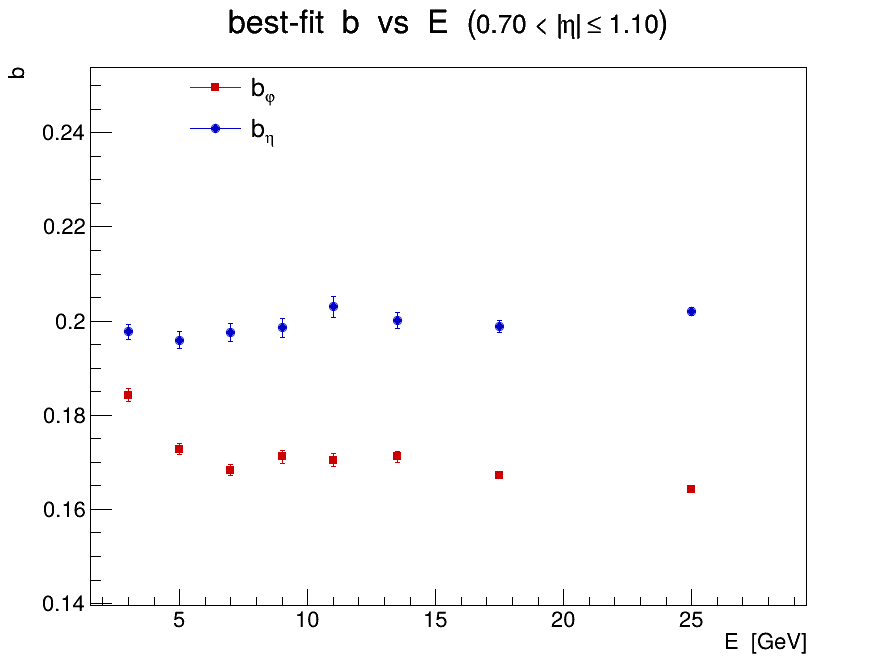 best-fit b vs E (0.70 < |η| ≤ 1.10)
b
b_φ
b_η
0.24
0.22
0.2
0.18
0.16
0.14
5 10 15 20 25
E [GeV]